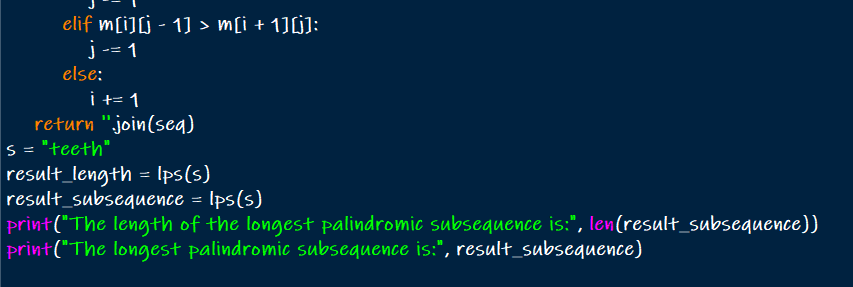 j -= 1
elif m[i][j - 1] > m[i + 1][j]:
j -= 1
else:
i += 1
return ''.join(seq)
s = "teeth"
result_length = lps(s)
result_subsequence = lps(s)
print("The length of the longest palindromic subsequence is:", len(result_subsequence))
print("The longest palindromic subsequence is:", result_subsequence)